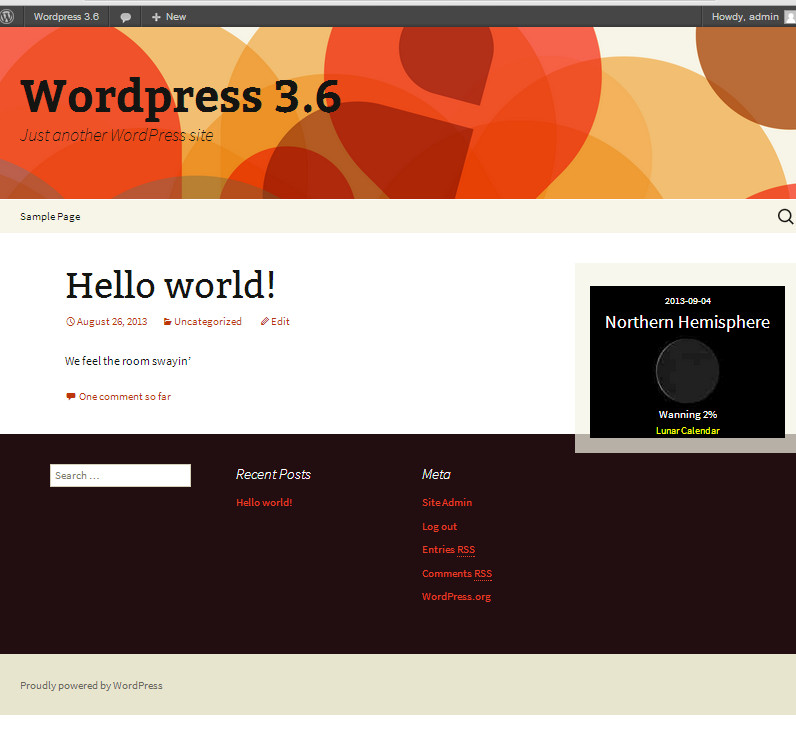 Wordpress 3.6 New Howdy, admin
Wordpress 3.6
Just another WordPress site
Sample Page
Hello world!
August 26, 2013 Uncategorized Edit
We feel the room swayin’
One comment so far
2013-09-04
Northern Hemisphere
Wanning 2%
Lunar Calendar
Search …
Recent Posts
Hello world!
Meta
Site Admin
Log out
Entries RSS
Comments RSS
WordPress.org
Proudly powered by WordPress